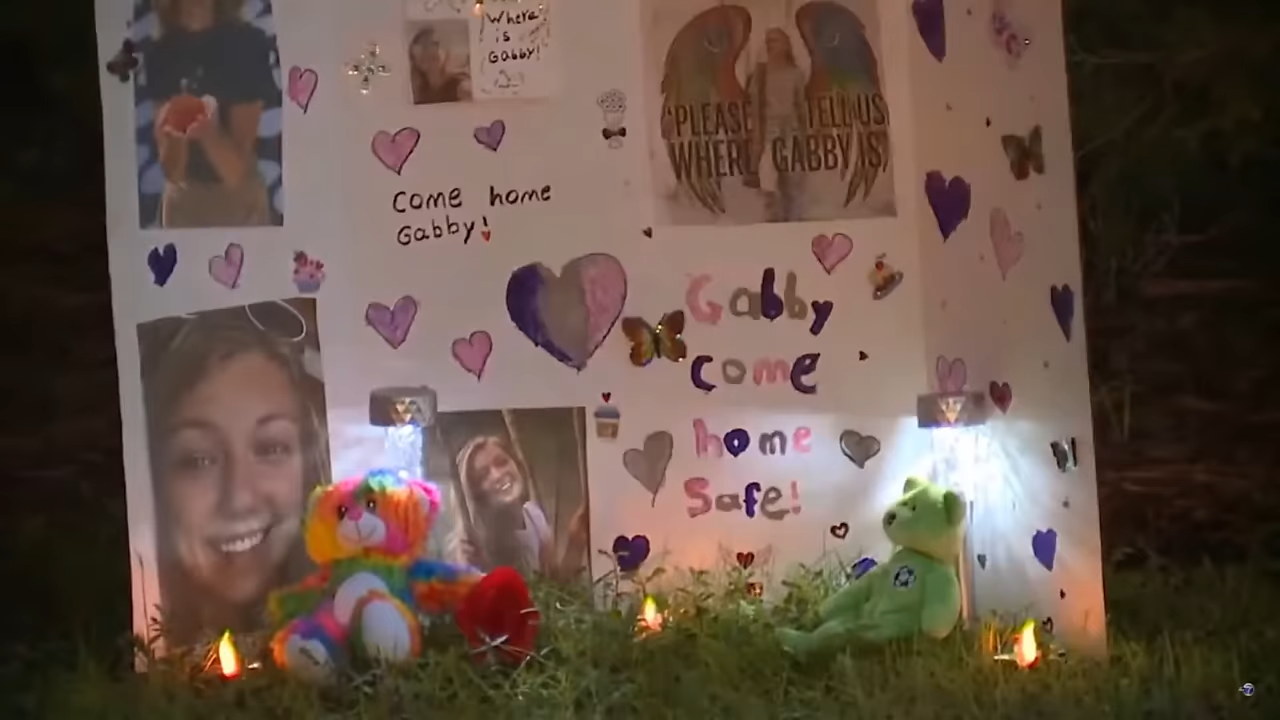 Where
is
Gabby!
"PLEASE TELL US
WHERE GABBY IS"
Come home
Gabby!
Gabby
come
home
Safe!